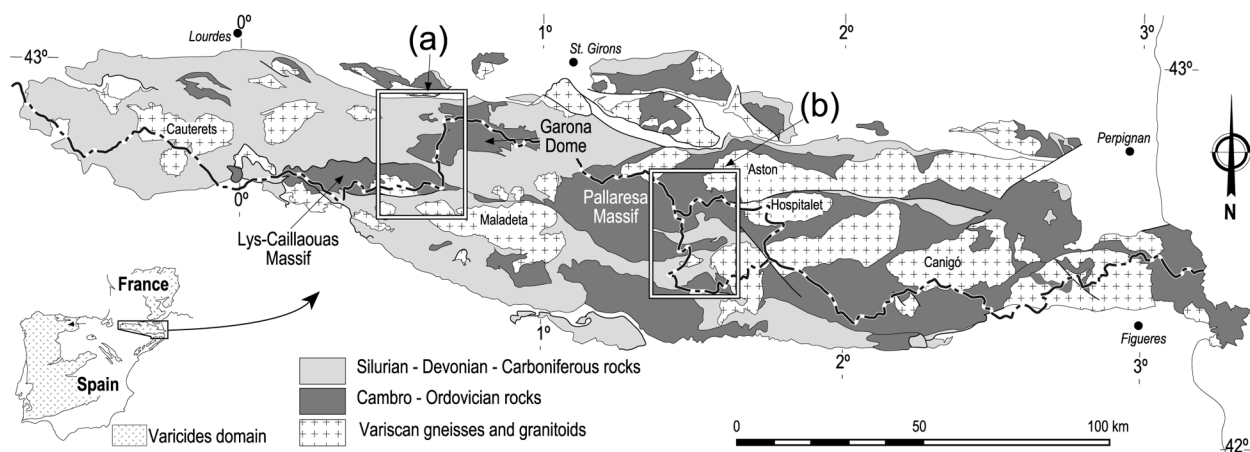 0º
1º
2º
3º
Lourdes
(a)
St. Girons
43º
43º
(b)
Cauterets
Garona
Dome
Perpignan
Aston
Pallaresa
Massif
Hospitalet
0º
Maladeta
N
Lys-Caillaouas
Massif
Canigó
France
Figueres
1º
2º
3º
Silurian - Devonian - Carboniferous rocks
Spain
Cambro - Ordovician rocks
Varicides domain
Variscan gneisses and granitoids
0
50
100 km
42º